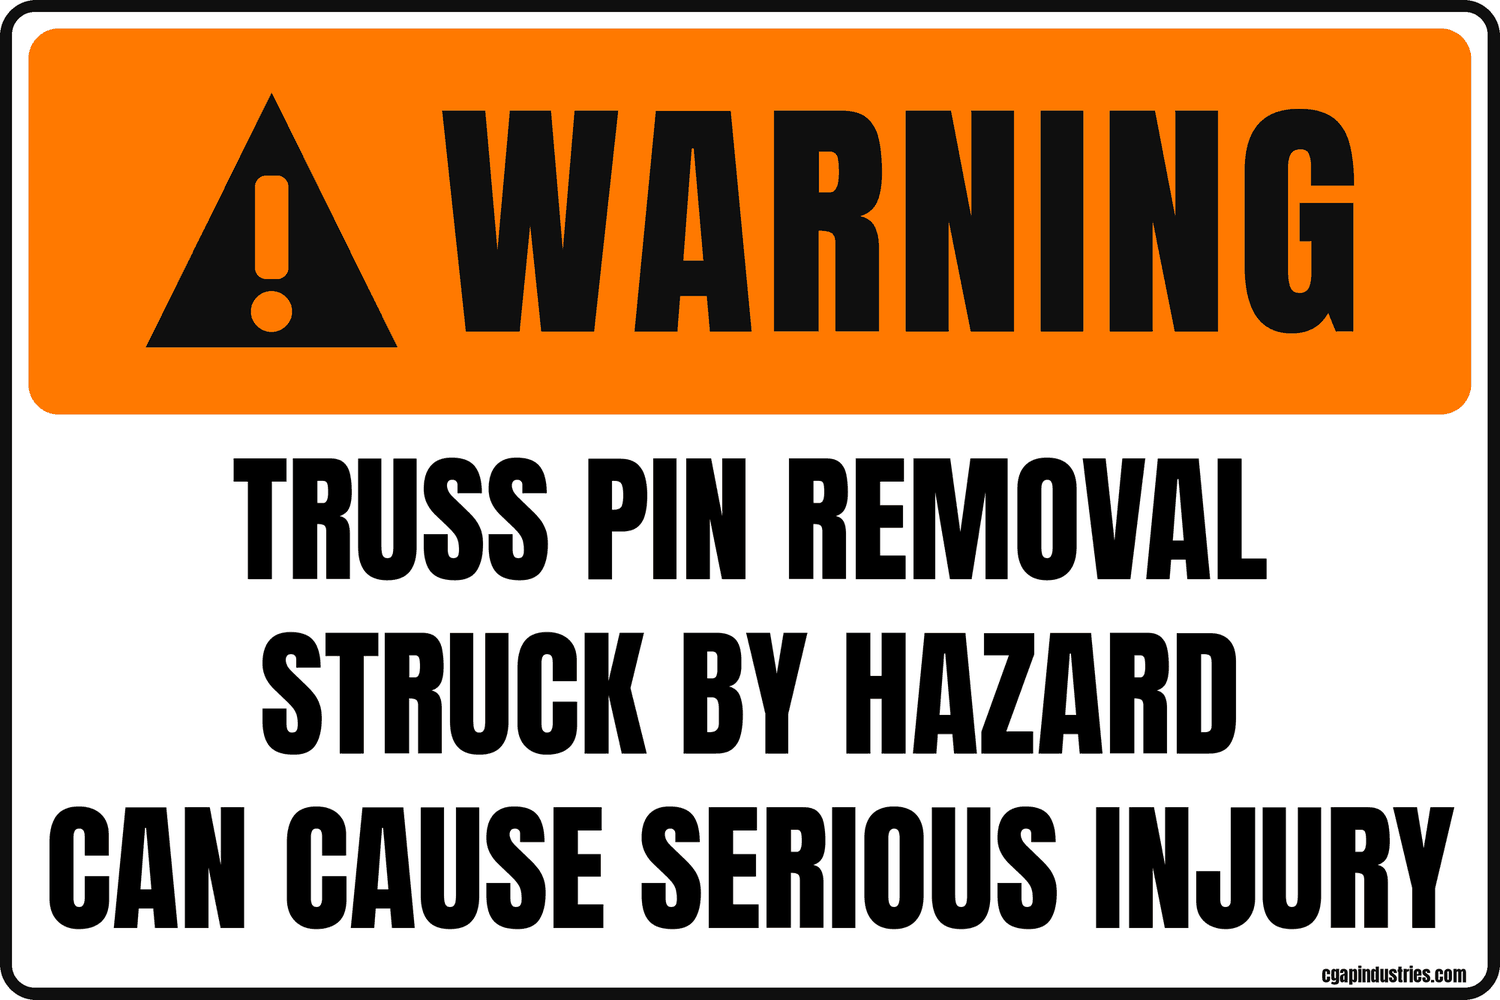 WARNING
TRUSS PIN REMOVAL
STRUCK BY HAZARD
CAN CAUSE SERIOUS INJURY
cgapindustries.com